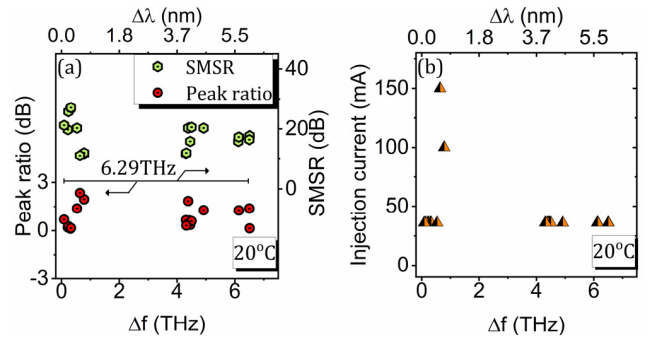 Δλ (nm)
0.0 1.8 3.7 5.5
(a)
SMSR
Peak ratio
6.29THz
20°C
Peak ratio (dB)
3
0
-3
40
20
0
SMSR (dB)
0 2 4 6
Δf (THz)
Δλ (nm)
0.0 1.8 3.7 5.5
(b)
Injection current (mA)
150
100
50
0
20°C
0 2 4 6
Δf (THz)